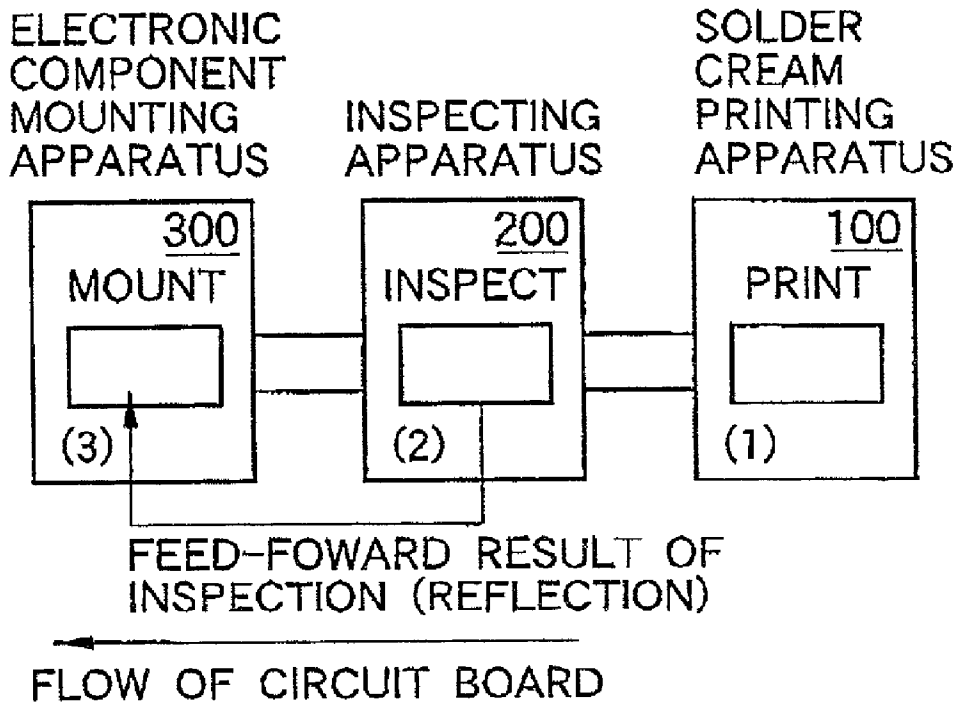 ELECTRONIC
COMPONENT
MOUNTING
APPARATUS
INSPECTING
APPARATUS
SOLDER
CREAM
PRINTING
APPARATUS
300
MOUNT
(3)
200
INSPECT
(2)
100
PRINT
(1)
FEED-FOWARD RESULT OF
INSPECTION (REFLECTION)
FLOW OF CIRCUIT BOARD